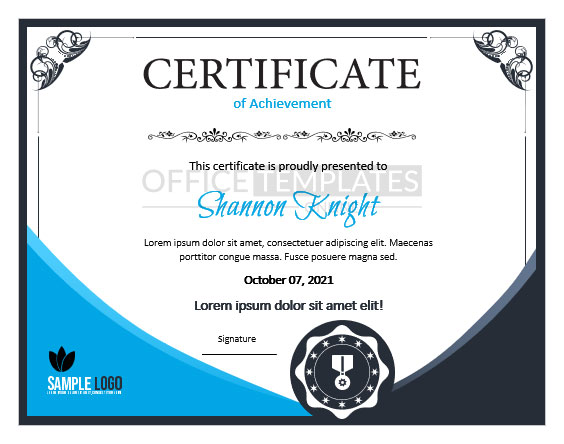 CERTIFICATE
of Achievement
This certificate is proudly presented to
OFFICE TEMPLATES
Shannon Knight
Lorem ipsum dolor sit amet, consectetuer adipiscing elit. Maecenas
porttitor congue massa. Fusce posuere magna sed.
October 07, 2021
Lorem ipsum dolor sit amet elit!
Signature
SAMPLE LOGO